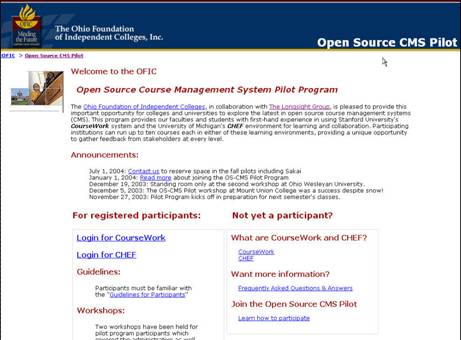 OFIC
Minding
the Future
The Ohio Foundation
of Independent Colleges, Inc.
Open Source CMS Pilot
OFIC > Open Source CMS Pilot
Welcome to the OFIC
Open Source Course Management System Pilot Program
The Ohio Foundation of Independent Colleges, in collaboration with The Longsight Group, is pleased to provide this
important opportunity for colleges and universities to explore the latest in open source course management systems
(CMS). This program provides our faculties and students with first-hand experience in using Stanford University's
CourseWork system and the University of Michigan's CHEF environment for learning and collaboration. Participating
institutions can run up to ten courses each in either of these learning environments, providing a unique opportunity
to gather feedback from stakeholders at every level.
Announcements:
July 1, 2004: Contact us to reserve space in the fall pilots including Sakai
January 1, 2004: Read more about joining the OS-CMS Pilot Program
December 19, 2003: Standing room only at the second workshop at Ohio Wesleyan University.
December 5, 2003: The OS-CMS Pilot workshop at Mount Union College was a success despite snow!
November 27, 2003: Pilot Program kicks off in preparation for next semester's classes.
For registered participants:
Login for CourseWork
Login for CHEF
Guidelines:
Participants must be familiar with
the "Guidelines for Participants"
Workshops:
Two workshops have been held for
pilot program participants which
covered the administration as well
Not yet a participant?
What are CourseWork and CHEF?
CourseWork
CHEF
Want more information?
Frequently Asked Questions & Answers
Join the Open Source CMS Pilot
Learn how to participate